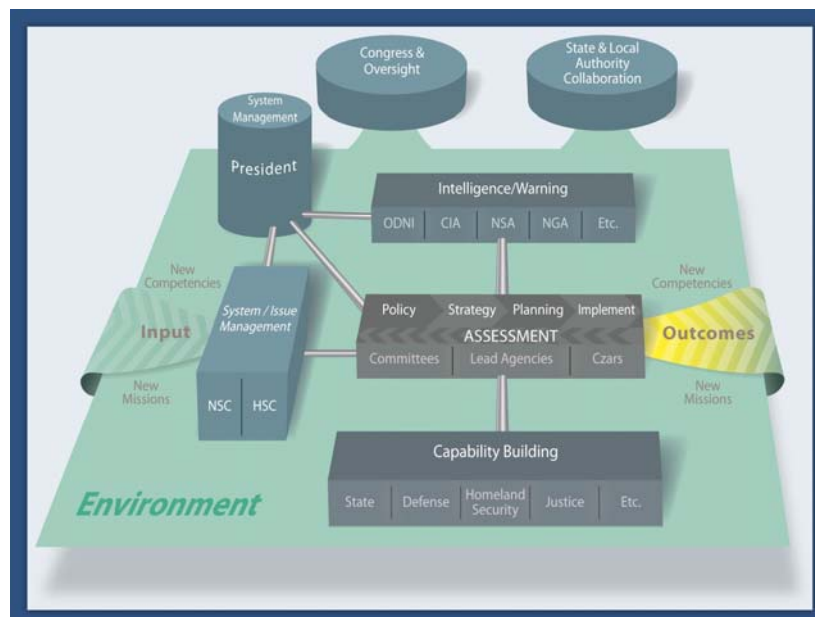 Congress &
Oversight
State & Local
Authority
Collaboration
System
Management
President
Intelligence/Warning
ODNI
CIA
NSA
NGA
Etc.
New
Competencies
Input
New
Missions
System / Issue
Management
NSC
HSC
Policy
Strategy
Planning
Implement
ASSESSMENT
Committees
Lead Agencies
Czars
New
Competencies
Outcomes
New
Missions
Capability Building
State
Defense
Homeland
Security
Justice
Etc.
Environment